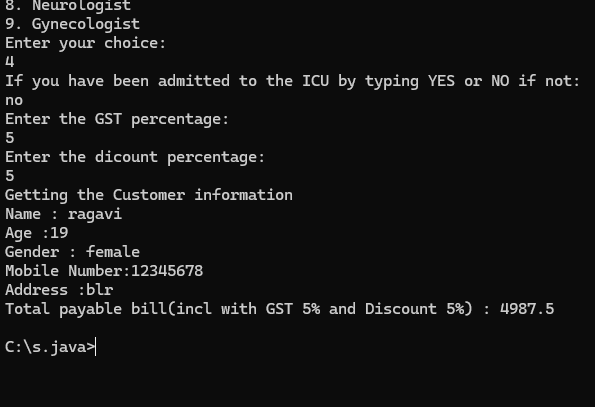 8. Neurologist
9. Gynecologist
Enter your choice:
4
If you have been admitted to the ICU by typing YES or NO if not:
no
Enter the GST percentage:
5
Enter the dicount percentage:
5
Getting the Customer information
Name : ragavi
Age :19
Gender : female
Mobile Number:12345678
Address :blr
Total payable bill(incl with GST 5% and Discount 5%) : 4987.5
C:\s.java>